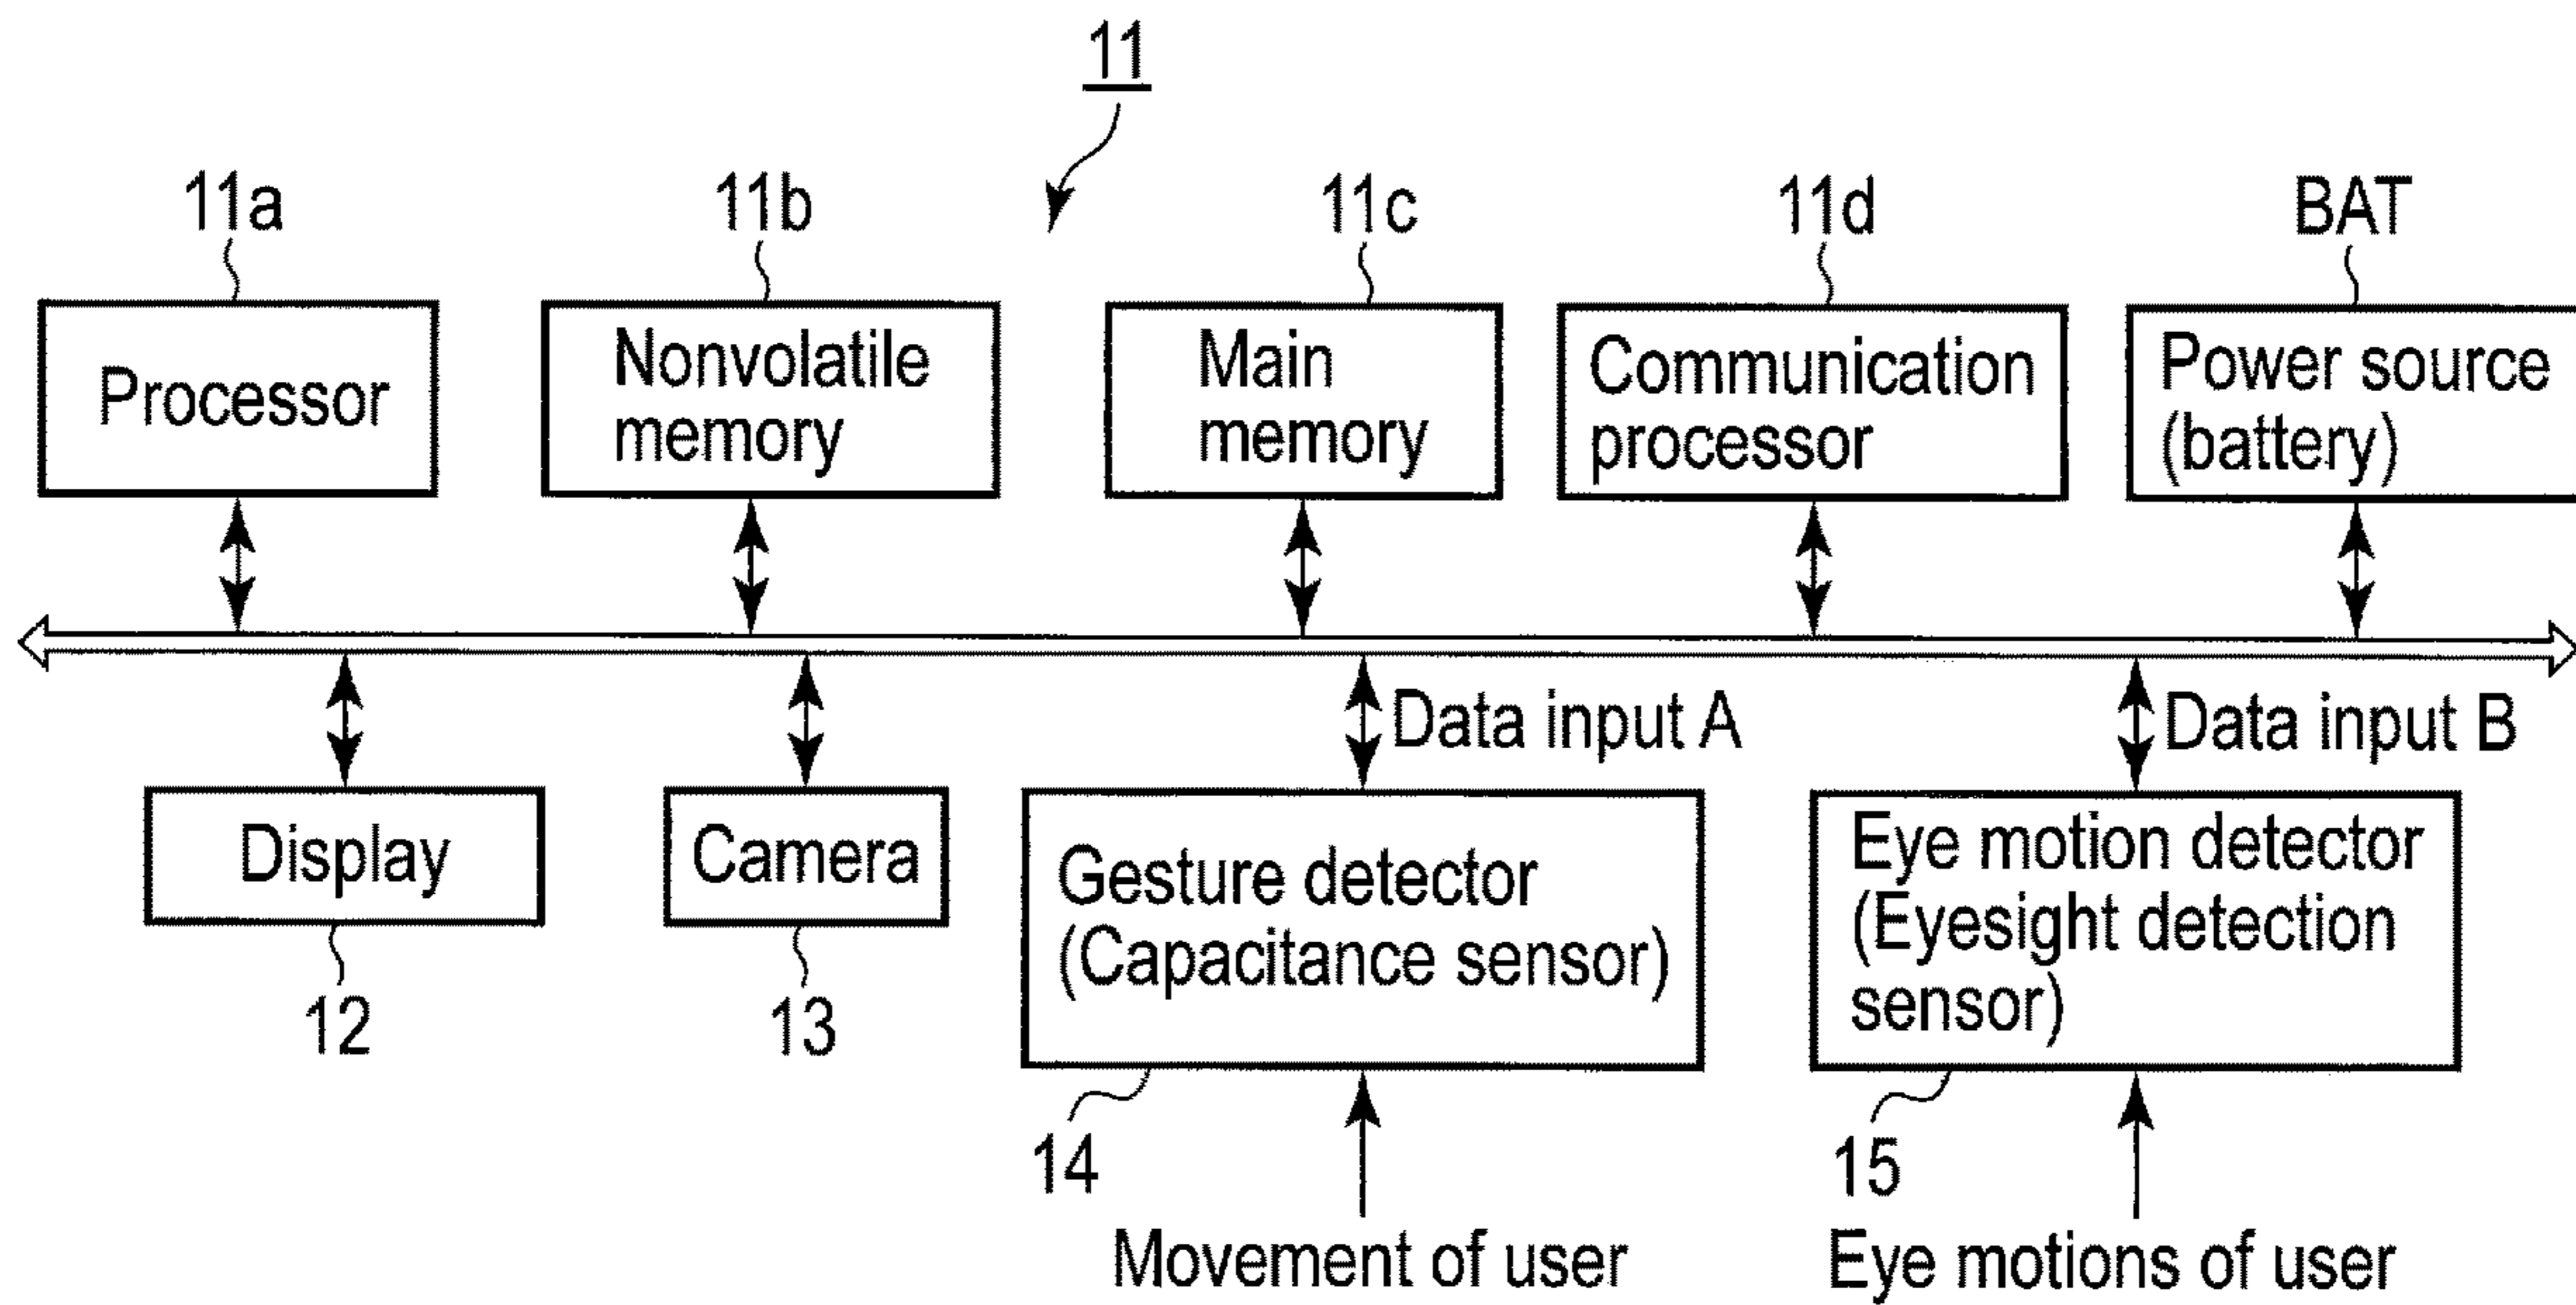 11
11a
11b
11c
11d
BAT
Processor
Nonvolatile
memory
Main
memory
Communication
processor
Power source
(battery)
Data input A
Data input B
Display
Camera
Gesture detector
(Capacitance sensor)
Eye motion detector
(Eyesight detection
sensor)
12
13
14
15
Movement of user
Eye motions of user